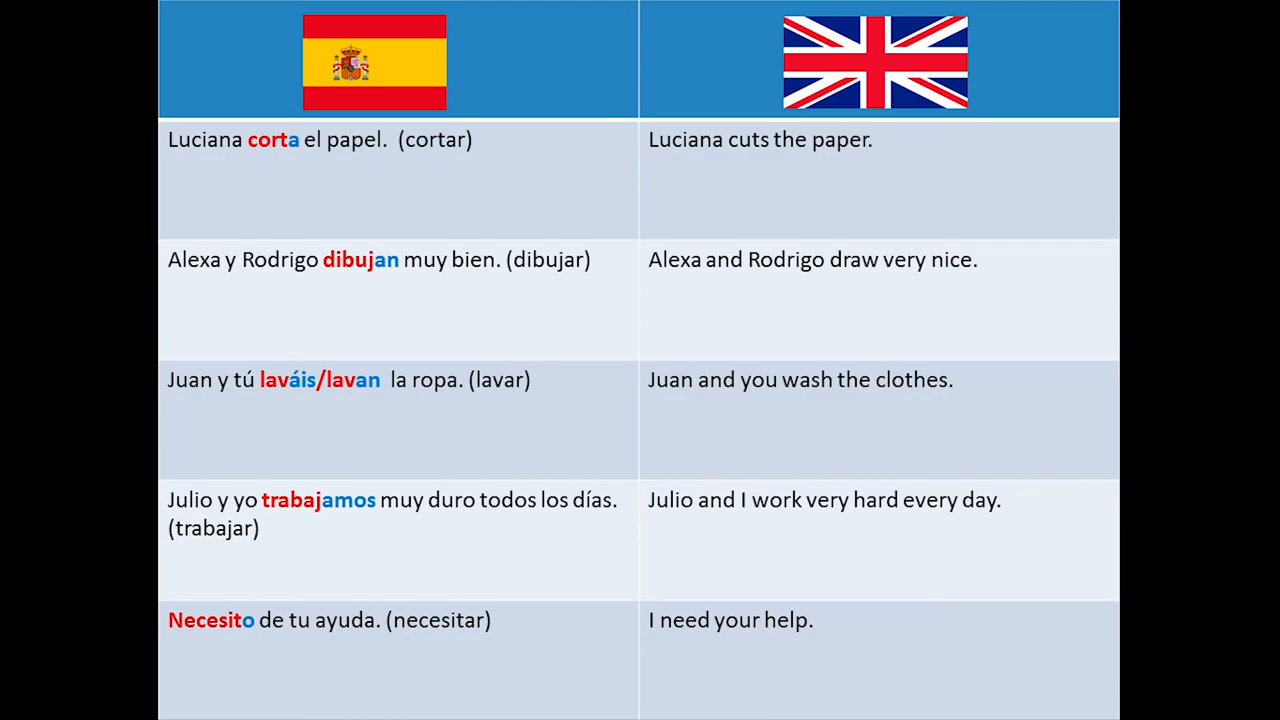 Luciana corta el papel. (cortar)
Luciana cuts the paper.
Alexa y Rodrigo dibujan muy bien. (dibujar)
Alexa and Rodrigo draw very nice.
Juan y tú laváis/lavan la ropa. (lavar)
Juan and you wash the clothes.
Julio y yo trabajamos muy duro todos los días.
(trabajar)
Julio and I work very hard every day.
Necesito de tu ayuda. (necesitar)
I need your help.